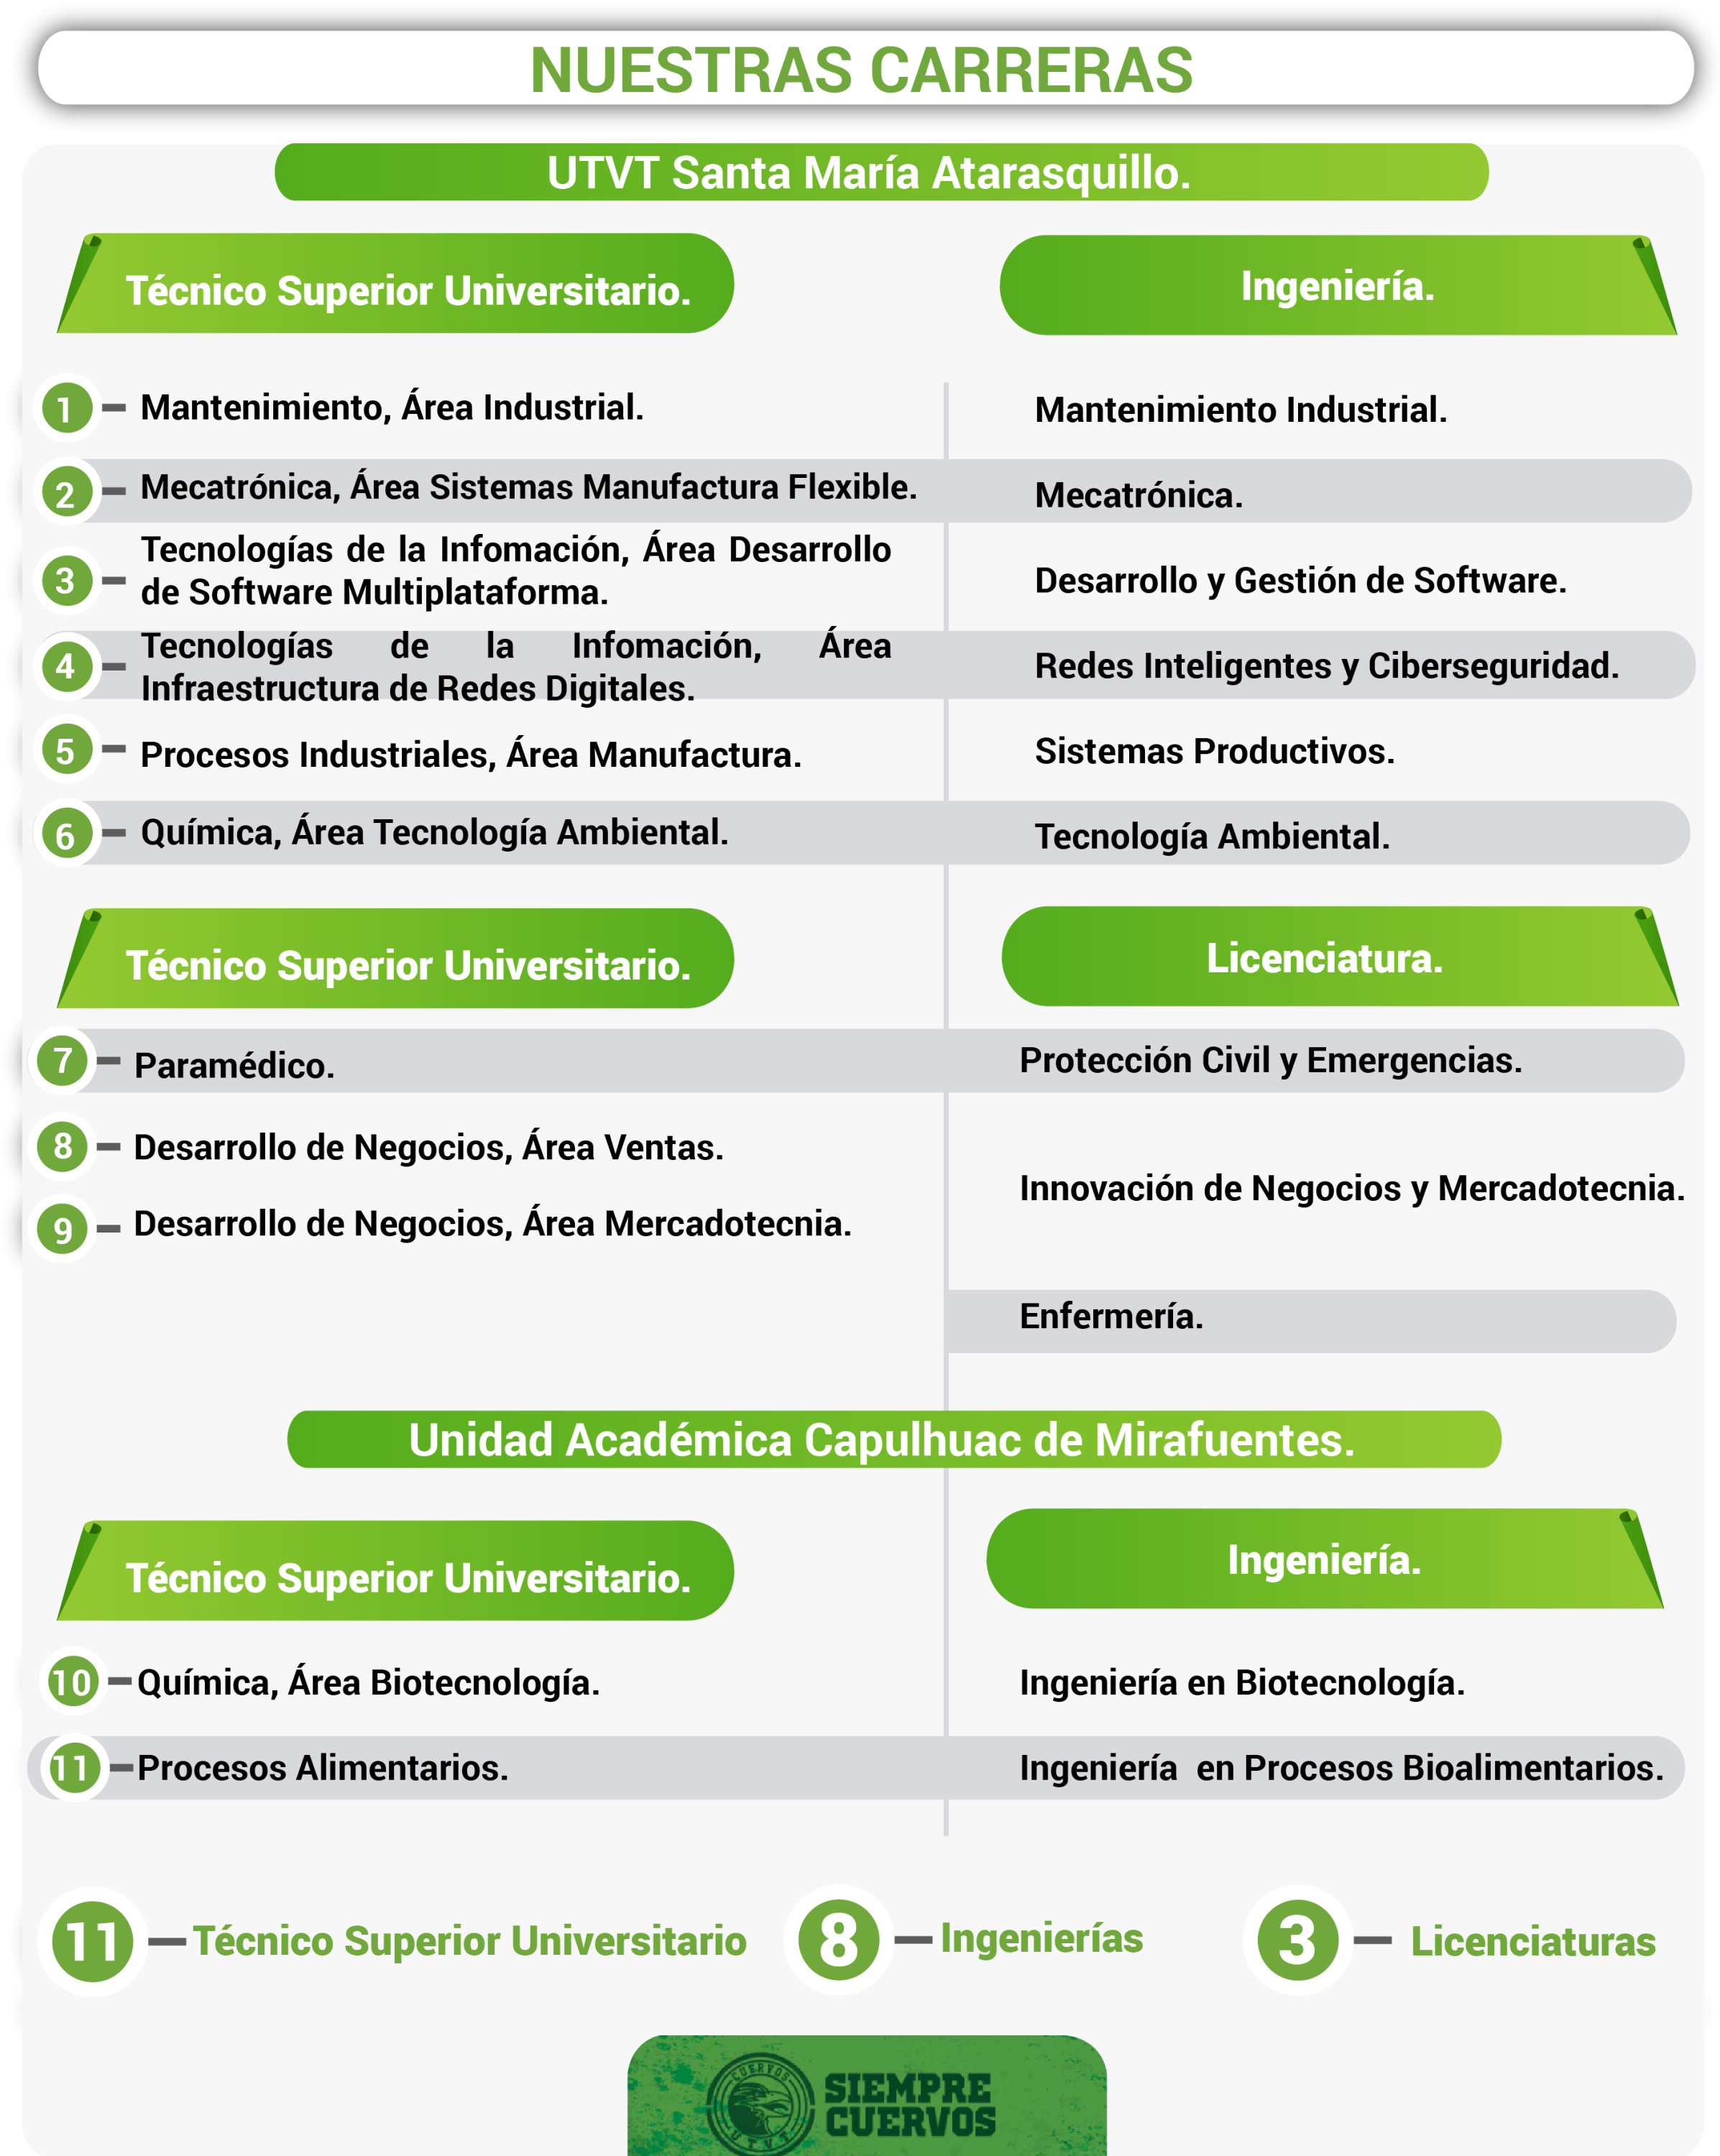 NUESTRAS CARRERAS
UTVT Santa María Atarasquillo.
Técnico Superior Universitario.
Ingeniería.
1 Mantenimiento, Área Industrial.
Mantenimiento Industrial.
2 Mecatrónica, Área Sistemas Manufactura Flexible.
Mecatrónica.
3 Tecnologías de la Infomación, Área Desarrollo
de Software Multiplataforma.
Desarrollo y Gestión de Software.
4 Tecnologías de la Infomación, Área
Infraestructura de Redes Digitales.
Redes Inteligentes y Ciberseguridad.
5 Procesos Industriales, Área Manufactura.
Sistemas Productivos.
6 Química, Área Tecnología Ambiental.
Tecnología Ambiental.
Técnico Superior Universitario.
Licenciatura.
7 Paramédico.
Protección Civil y Emergencias.
8 Desarrollo de Negocios, Área Ventas.
Innovación de Negocios y Mercadotecnia.
9 Desarrollo de Negocios, Área Mercadotecnia.
Enfermería.
Unidad Académica Capulhuac de Mirafuentes.
Técnico Superior Universitario.
Ingeniería.
10 Química, Área Biotecnología.
Ingeniería en Biotecnología.
11 Procesos Alimentarios.
Ingeniería en Procesos Bioalimentarios.
11 Técnico Superior Universitario
8 Ingenierías
3 Licenciaturas
CUERVOS
UTVT
SIEMPRE
CUERVOS